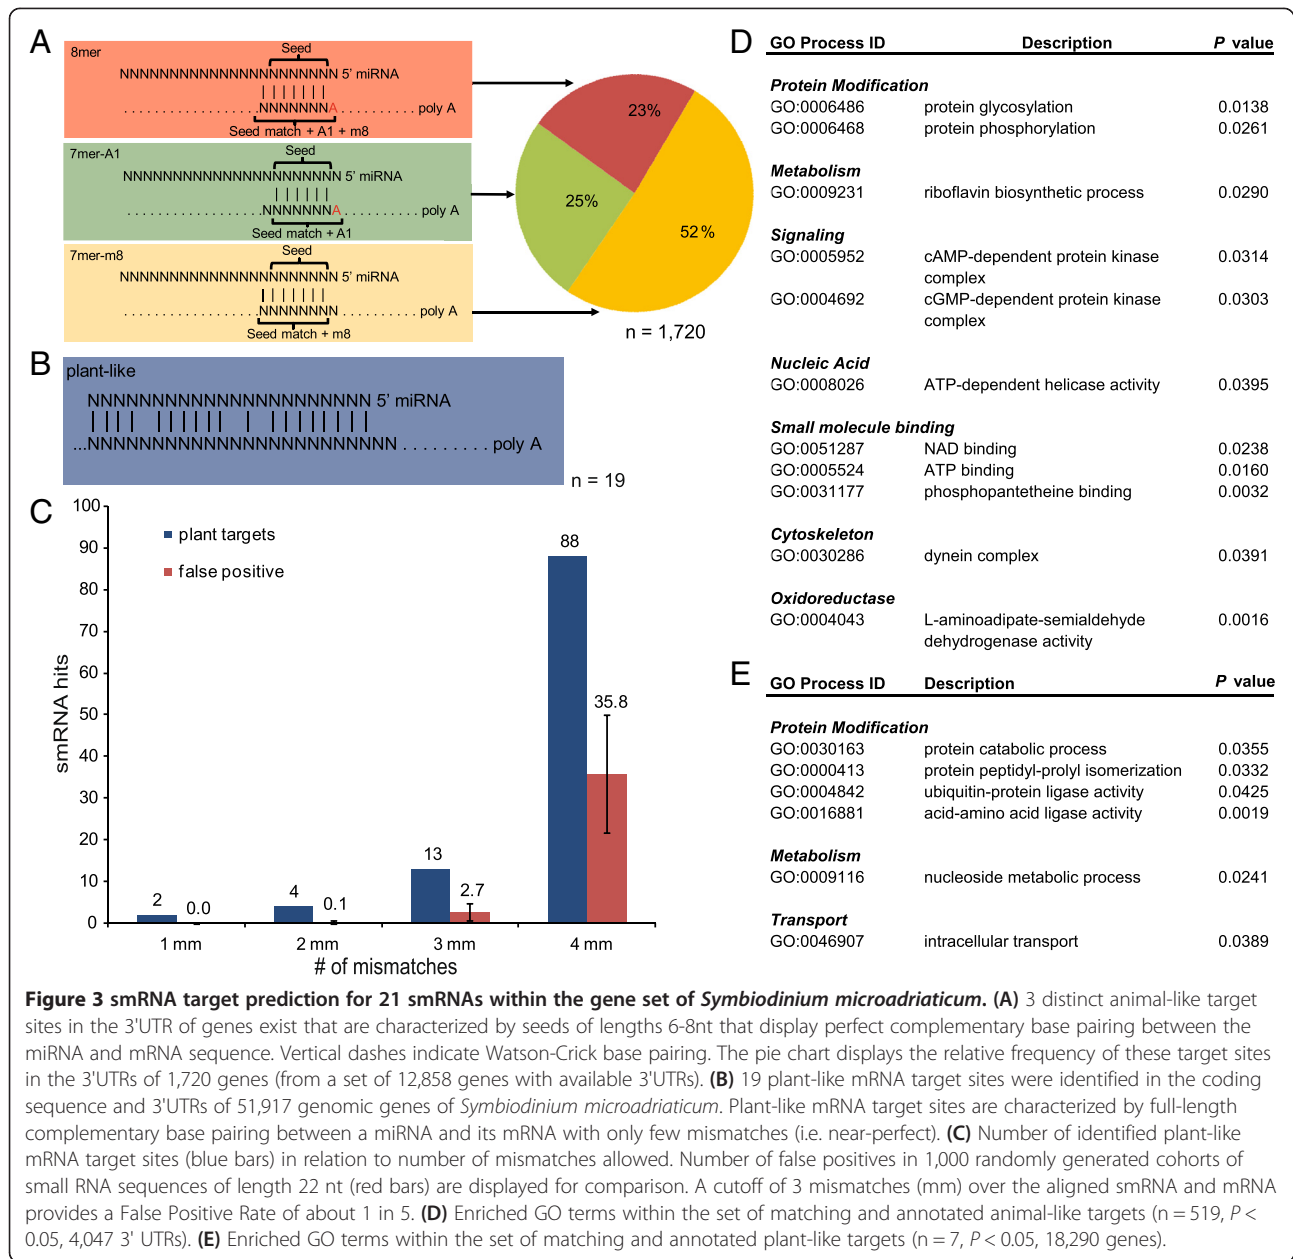 A
8mer
Seed
NNNNNNNNNNNNNNNNNNNNNN 5' miRNA
. . . . . . . . . . . . . . . . NNNNNNNA . . . . . . . . . . poly A
Seed match + A1 + m8
7mer-A1
Seed
NNNNNNNNNNNNNNNNNNNNNN 5' miRNA
. . . . . . . . . . . . . . . . NNNNNNNA . . . . . . . . . . poly A
Seed match + A1
7mer-m8
Seed
NNNNNNNNNNNNNNNNNNNNNN 5' miRNA
. . . . . . . . . . . . . . . . NNNNNNNN . . . . . . . . . . poly A
Seed match + m8
23%
25%
52%
n = 1,720
B
plant-like
NNNNNNNNNNNNNNNNNNNNNN 5' miRNA
...NNNNNNNNNNNNNNNNNNNNNNNN . . . . . . . . . poly A
n = 19
C
smRNA hits
100
90
80
70
60
50
40
30
20
10
0
plant targets
false positive
2
0.0
4
0.1
13
2.7
88
35.8
1 mm
2 mm
3 mm
4 mm
# of mismatches
D
GO Process ID Description P value
Protein Modification
GO:0006486 protein glycosylation 0.0138
GO:0006468 protein phosphorylation 0.0261
Metabolism
GO:0009231 riboflavin biosynthetic process 0.0290
Signaling
GO:0005952 cAMP-dependent protein kinase 0.0314
complex
GO:0004692 cGMP-dependent protein kinase 0.0303
complex
Nucleic Acid
GO:0008026 ATP-dependent helicase activity 0.0395
Small molecule binding
GO:0051287 NAD binding 0.0238
GO:0005524 ATP binding 0.0160
GO:0031177 phosphopantetheine binding 0.0032
Cytoskeleton
GO:0030286 dynein complex 0.0391
Oxidoreductase
GO:0004043 L-aminoadipate-semialdehyde 0.0016
dehydrogenase activity
E
GO Process ID Description P value
Protein Modification
GO:0030163 protein catabolic process 0.0355
GO:0000413 protein peptidyl-prolyl isomerization 0.0332
GO:0004842 ubiquitin-protein ligase activity 0.0425
GO:0016881 acid-amino acid ligase activity 0.0019
Metabolism
GO:0009116 nucleoside metabolic process 0.0241
Transport
GO:0046907 intracellular transport 0.0389
Figure 3 smRNA target prediction for 21 smRNAs within the gene set of Symbiodinium microadriaticum. (A) 3 distinct animal-like target
sites in the 3'UTR of genes exist that are characterized by seeds of lengths 6-8nt that display perfect complementary base pairing between the
miRNA and mRNA sequence. Vertical dashes indicate Watson-Crick base pairing. The pie chart displays the relative frequency of these target sites
in the 3'UTRs of 1,720 genes (from a set of 12,858 genes with available 3'UTRs). (B) 19 plant-like mRNA target sites were identified in the coding
sequence and 3'UTRs of 51,917 genomic genes of Symbiodinium microadriaticum. Plant-like mRNA target sites are characterized by full-length
complementary base pairing between a miRNA and its mRNA with only few mismatches (i.e. near-perfect). (C) Number of identified plant-like
mRNA target sites (blue bars) in relation to number of mismatches allowed. Number of false positives in 1,000 randomly generated cohorts of
small RNA sequences of length 22 nt (red bars) are displayed for comparison. A cutoff of 3 mismatches (mm) over the aligned smRNA and mRNA
provides a False Positive Rate of about 1 in 5. (D) Enriched GO terms within the set of matching and annotated animal-like targets (n = 519, P <
0.05, 4,047 3' UTRs). (E) Enriched GO terms within the set of matching and annotated plant-like targets (n = 7, P < 0.05, 18,290 genes).